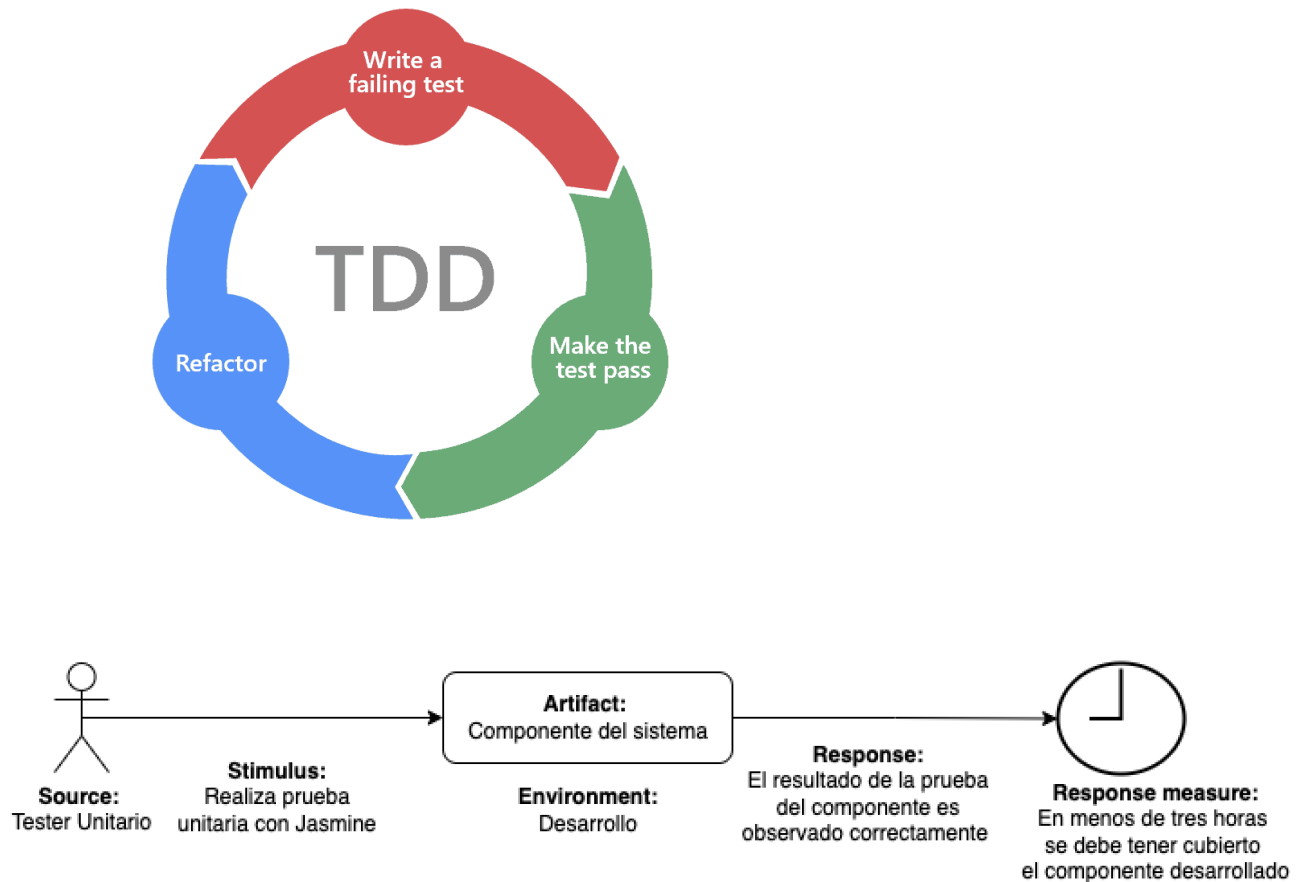 Write a
failing test
TDD
Refactor
Make the
test pass
Source:
Tester Unitario
Stimulus:
Realiza prueba
unitaria con Jasmine
Artifact:
Componente del sistema
Environment:
Desarrollo
Response:
El resultado de la prueba
del componente es
observado correctamente
Response measure:
En menos de tres horas
se debe tener cubierto
el componente desarrollado